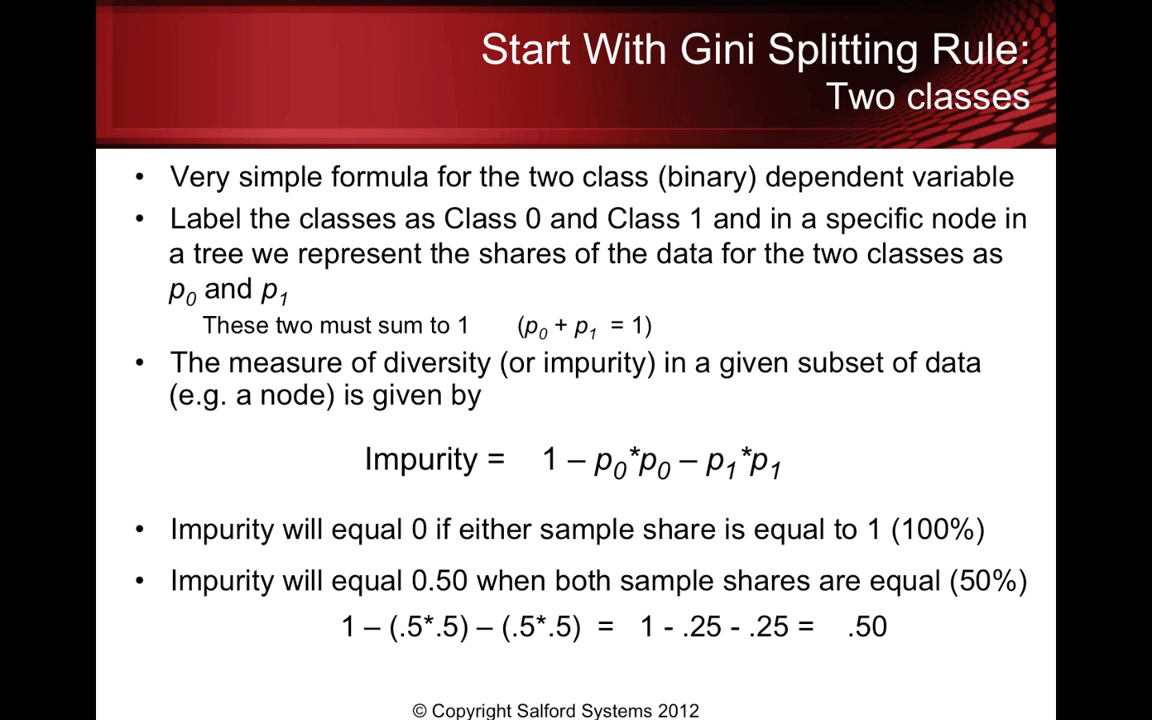 Start With Gini Splitting Rule:
Two classes
• Very simple formula for the two class (binary) dependent variable
• Label the classes as Class 0 and Class 1 and in a specific node in
a tree we represent the shares of the data for the two classes as
p0 and p1
These two must sum to 1 (p0 + p1 = 1)
• The measure of diversity (or impurity) in a given subset of data
(e.g. a node) is given by
Impurity = 1 – p0*p0 – p1*p1
• Impurity will equal 0 if either sample share is equal to 1 (100%)
• Impurity will equal 0.50 when both sample shares are equal (50%)
1 – (.5*.5) – (.5*.5) = 1 - .25 - .25 = .50
© Copyright Salford Systems 2012